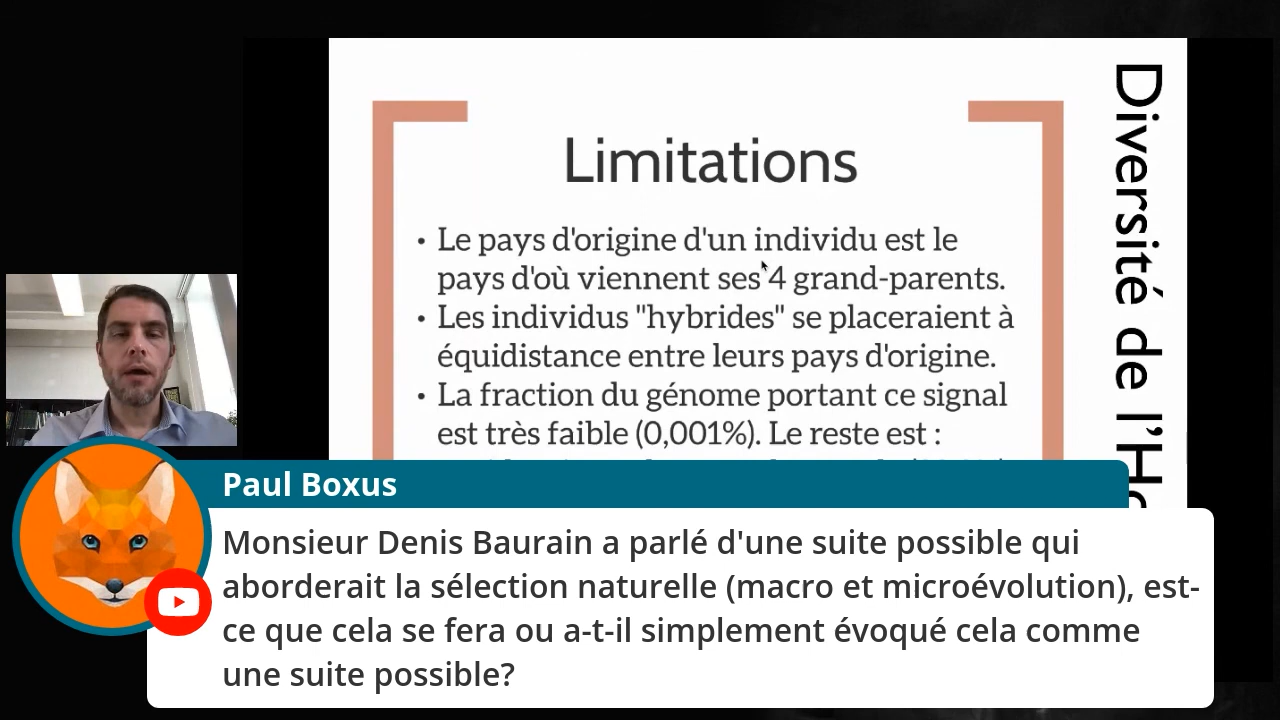 Limitations
• Le pays d'origine d'un individu est le
pays d'où viennent ses 4 grand-parents.
• Les individus "hybrides" se placeraient à
équidistance entre leurs pays d'origine.
• La fraction du génome portant ce signal
est très faible (0,001%). Le reste est :
Diversité de l'H
Paul Boxus
Monsieur Denis Baurain a parlé d'une suite possible qui
aborderait la sélection naturelle (macro et microévolution), est-
ce que cela se fera ou a-t-il simplement évoqué cela comme
une suite possible?